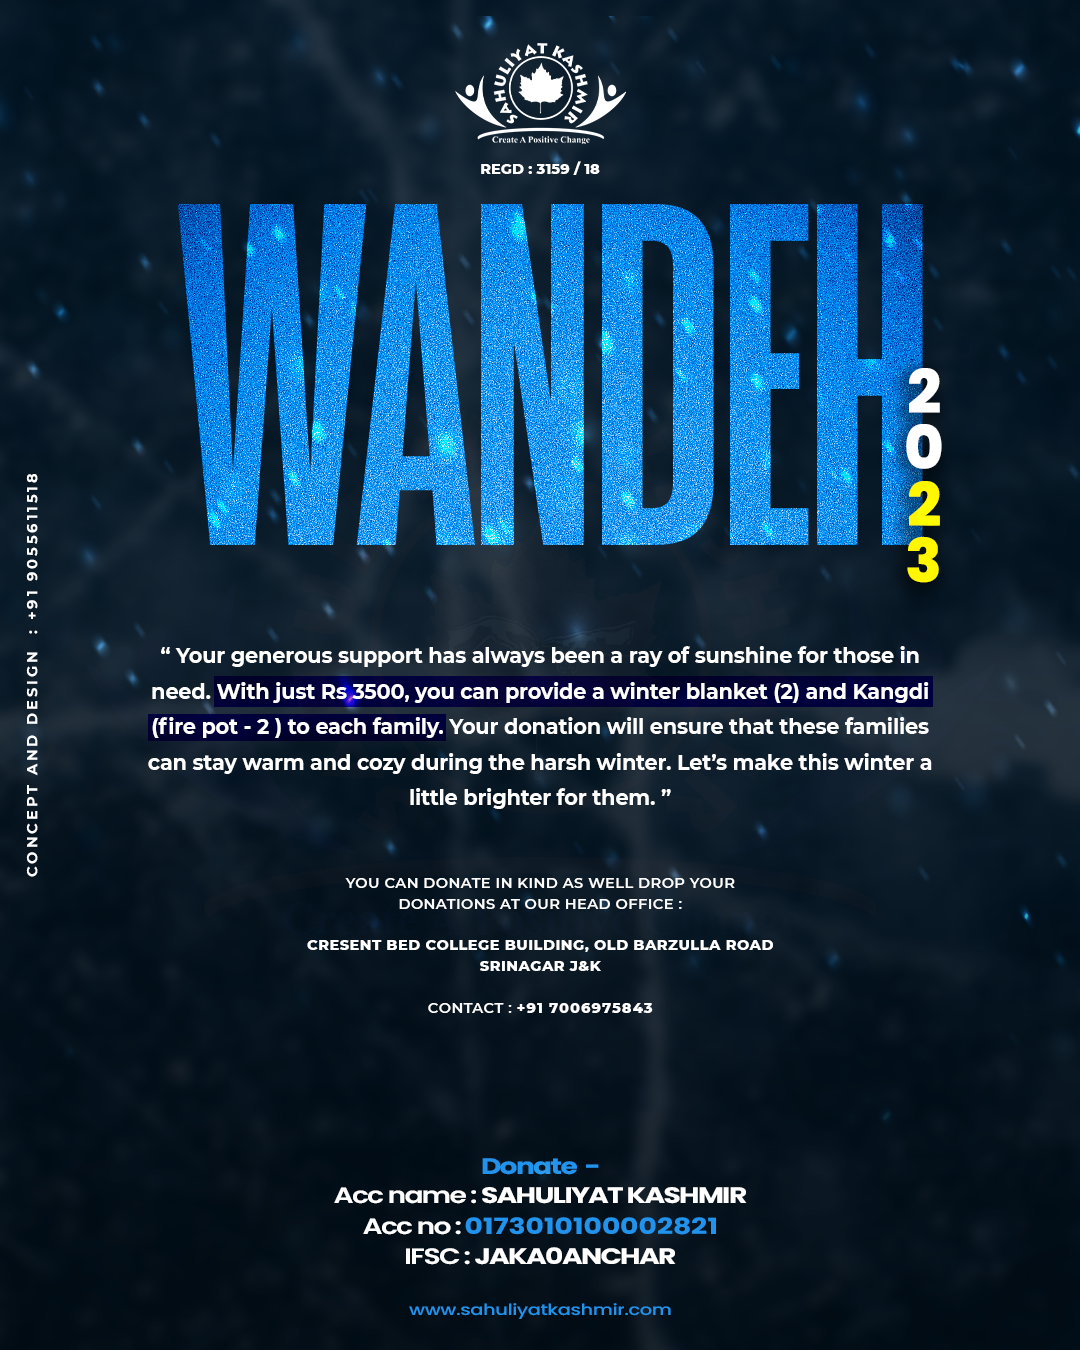 SAHULIYAT KASHMIR
Create A Positive Change
REGD : 3159 / 18
WANDEH
2023
“ Your generous support has always been a ray of sunshine for those in
need. With just Rs 3500, you can provide a winter blanket (2) and Kangdi
(fire pot - 2 ) to each family. Your donation will ensure that these families
can stay warm and cozy during the harsh winter. Let’s make this winter a
little brighter for them. ”
YOU CAN DONATE IN KIND AS WELL DROP YOUR
DONATIONS AT OUR HEAD OFFICE :
CRESENT BED COLLEGE BUILDING, OLD BARZULLA ROAD
SRINAGAR J&K
CONTACT : +91 7006975843
Donate –
Acc name : SAHULIYAT KASHMIR
Acc no : 0173010100002821
IFSC : JAKA0ANCHAR
www.sahuliyatkashmir.com
CONCEPT AND DESIGN : +91 9055611518